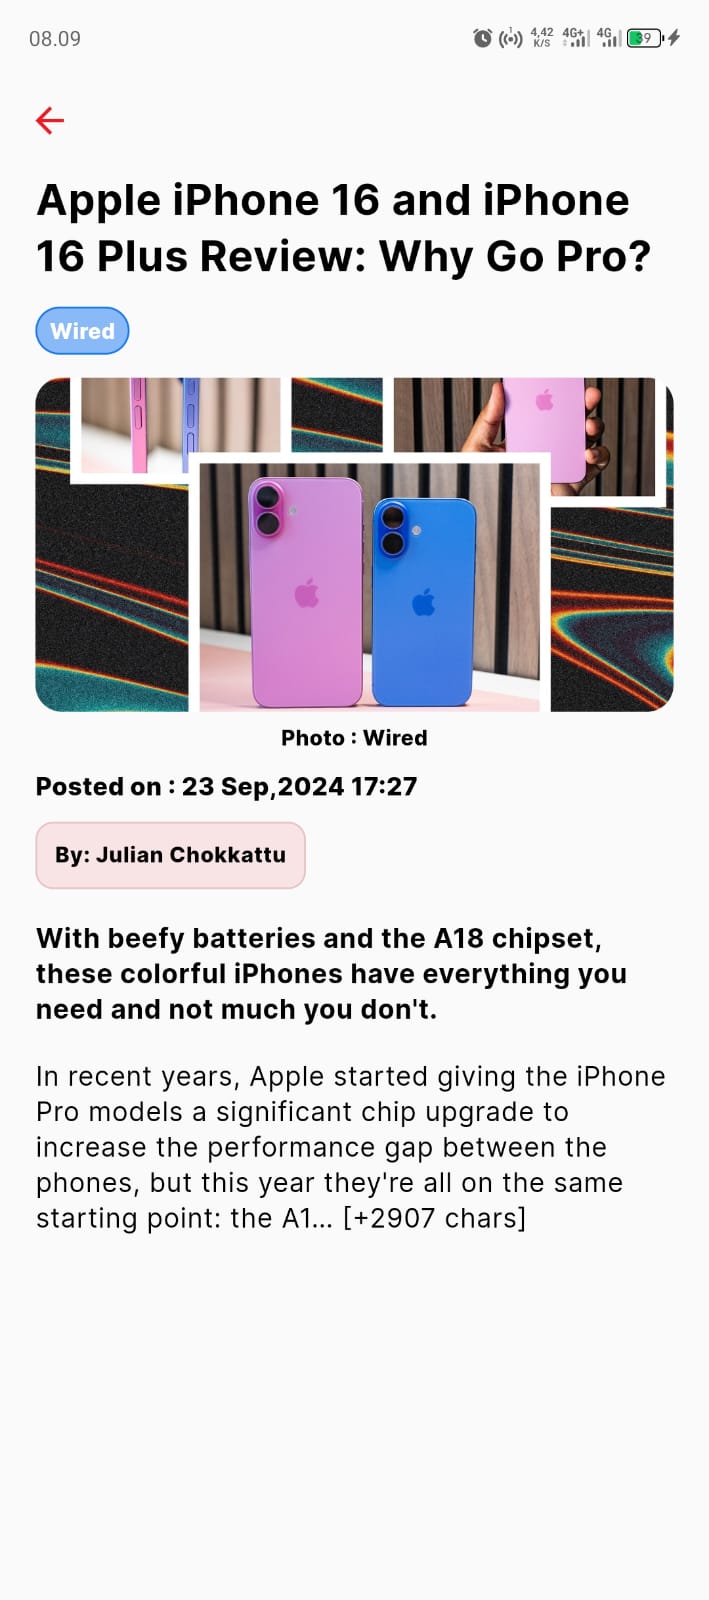 08.09
1
4,42
K/S
4G+
4G
39
Apple iPhone 16 and iPhone
16 Plus Review: Why Go Pro?
Wired
Photo : Wired
Posted on : 23 Sep,2024 17:27
By: Julian Chokkattu
With beefy batteries and the A18 chipset,
these colorful iPhones have everything you
need and not much you don't.
In recent years, Apple started giving the iPhone
Pro models a significant chip upgrade to
increase the performance gap between the
phones, but this year they're all on the same
starting point: the A1… [+2907 chars]